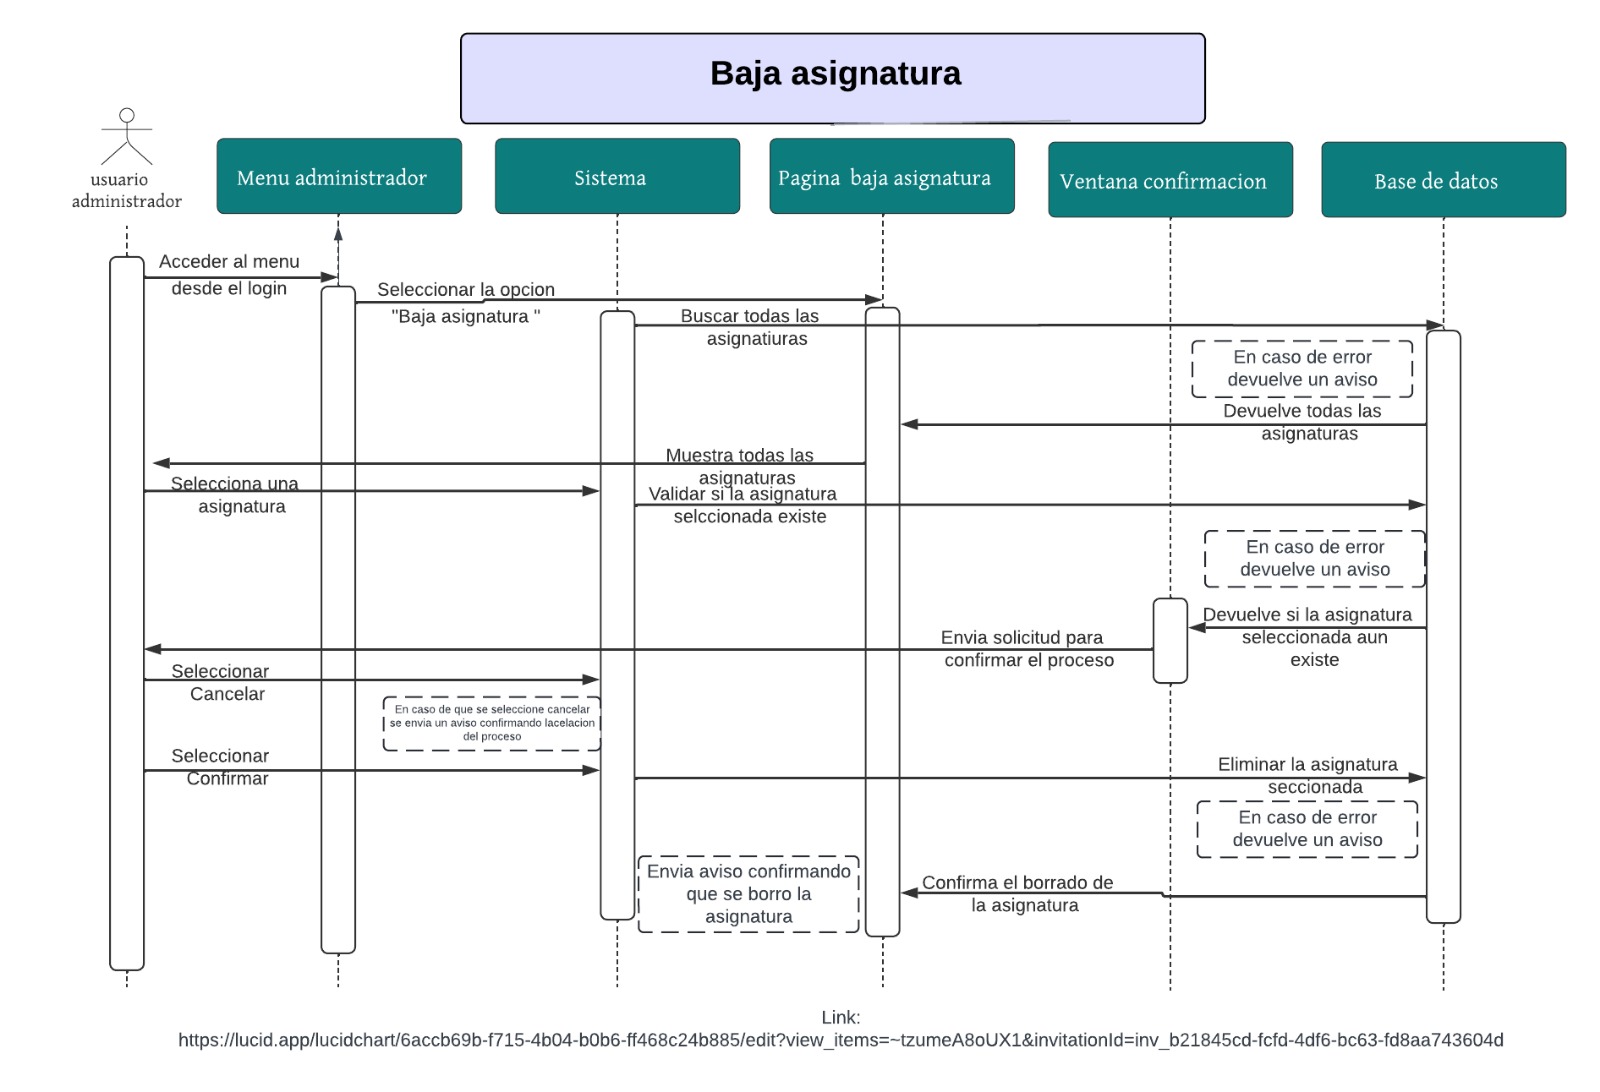 Baja asignatura
usuario
administrador
Menu administrador
Sistema
Pagina baja asignatura
Ventana confirmacion
Base de datos
Acceder al menu
desde el login
Seleccionar la opcion
"Baja asignatura "
Buscar todas las
asignatiuras
En caso de error
devuelve un aviso
Devuelve todas las
asignaturas
Muestra todas las
asignaturas
Selecciona una
asignatura
Validar si la asignatura
selccionada existe
En caso de error
devuelve un aviso
Devuelve si la asignatura
seleccionada aun
existe
Envia solicitud para
confirmar el proceso
Seleccionar
Cancelar
En caso de que se seleccione cancelar
se envia un aviso confirmando lacelacion
del proceso
Seleccionar
Confirmar
Eliminar la asignatura
seccionada
En caso de error
devuelve un aviso
Envia aviso confirmando
que se borro la
asignatura
Confirma el borrado de
la asignatura
Link:
https://lucid.app/lucidchart/6accb69b-f715-4b04-b0b6-ff468c24b885/edit?view_items=~tzumeA8oUX1&invitationId=inv_b21845cd-fcfd-4df6-bc63-fd8aa743604d